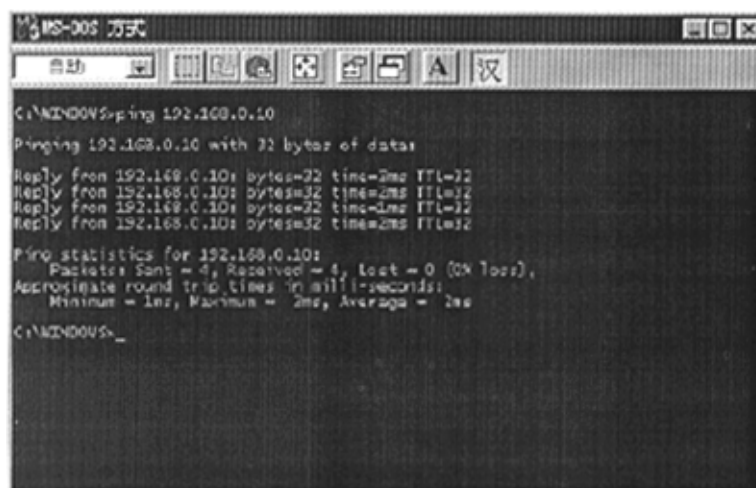 MS-DOS 方式
自动
A 汉
C:\WINDOWS>ping 192.168.0.10
Pinging 192.168.0.10 with 32 bytes of data:
Reply from 192.168.0.10: bytes=32 time=2ms TTL=32
Reply from 192.168.0.10: bytes=32 time=2ms TTL=32
Reply from 192.168.0.10: bytes=32 time=1ms TTL=32
Reply from 192.168.0.10: bytes=32 time=2ms TTL=32
Ping statistics for 192.168.0.10:
Packets: Sent = 4, Received = 4, Lost = 0 (0% loss),
Approximate round trip times in milli-seconds:
Minimum = 1ms, Maximum = 2ms, Average = 2ms
C:\WINDOWS>_